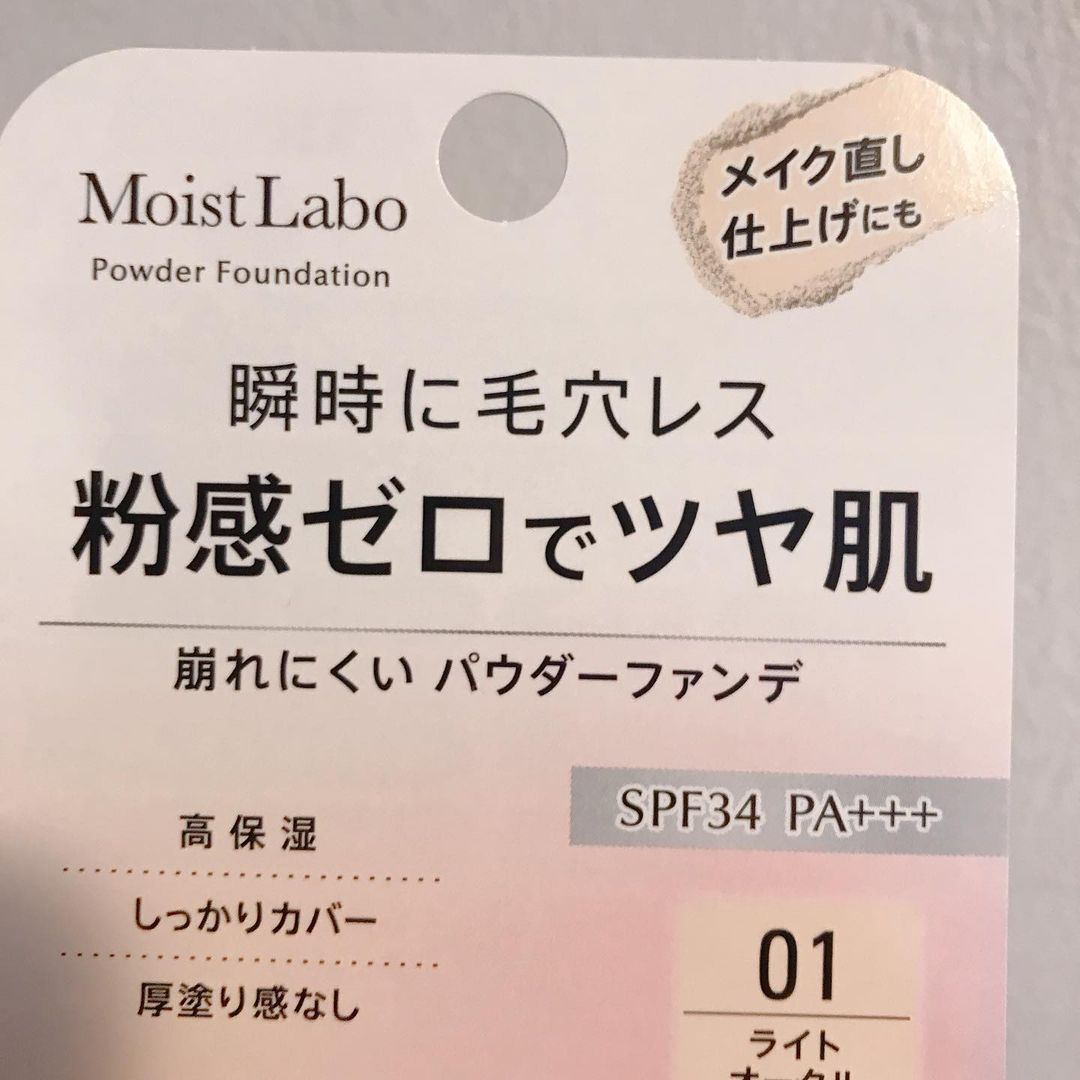 Moist Labo
Powder Foundation
メイク直し
仕上げにも
瞬時に毛穴レス
粉感ゼロでツヤ肌
崩れにくい パウダーファンデ
SPF34 PA+++
高保湿
しっかりカバー
厚塗り感なし
01
ライト